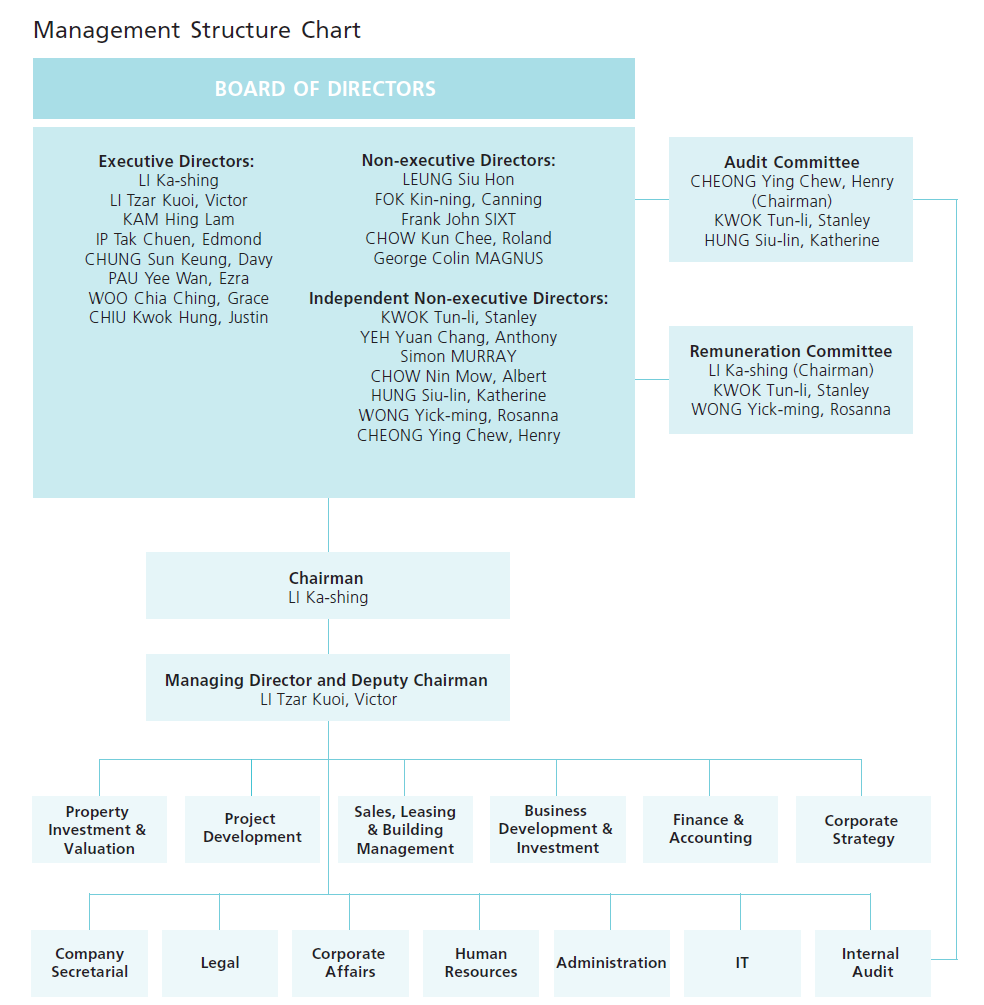 Management Structure Chart
BOARD OF DIRECTORS
Executive Directors:
LI Ka-shing
LI Tzar Kuoi, Victor
KAM Hing Lam
IP Tak Chuen, Edmond
CHUNG Sun Keung, Davy
PAU Yee Wan, Ezra
WOO Chia Ching, Grace
CHIU Kwok Hung, Justin
Non-executive Directors:
LEUNG Siu Hon
FOK Kin-ning, Canning
Frank John SIXT
CHOW Kun Chee, Roland
George Colin MAGNUS
Independent Non-executive Directors:
KWOK Tun-li, Stanley
YEH Yuan Chang, Anthony
Simon MURRAY
CHOW Nin Mow, Albert
HUNG Siu-lin, Katherine
WONG Yick-ming, Rosanna
CHEONG Ying Chew, Henry
Audit Committee
CHEONG Ying Chew, Henry
(Chairman)
KWOK Tun-li, Stanley
HUNG Siu-lin, Katherine
Remuneration Committee
LI Ka-shing (Chairman)
KWOK Tun-li, Stanley
WONG Yick-ming, Rosanna
Chairman
LI Ka-shing
Managing Director and Deputy Chairman
LI Tzar Kuoi, Victor
Property
Investment &
Valuation
Project
Development
Sales, Leasing
& Building
Management
Business
Development &
Investment
Finance &
Accounting
Corporate
Strategy
Company
Secretarial
Legal
Corporate
Affairs
Human
Resources
Administration
IT
Internal
Audit